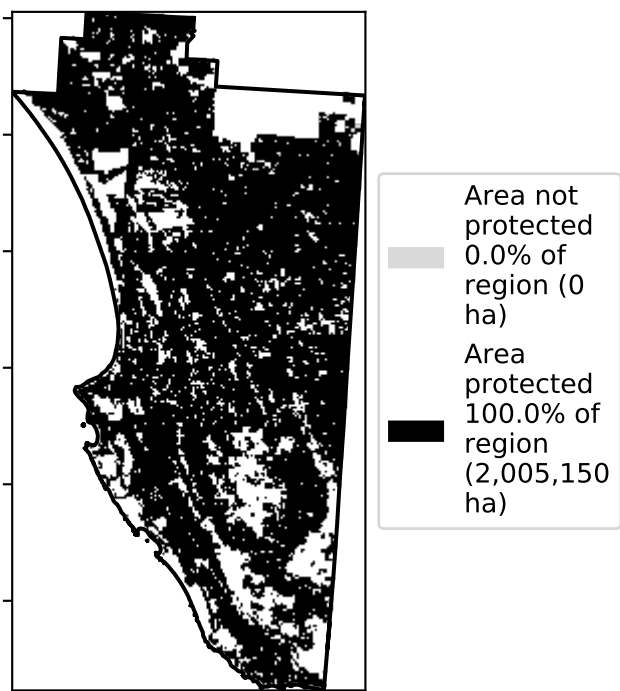 Area not
protected
0.0% of
region (0
ha)
Area
protected
100.0% of
region
(2,005,150
ha)